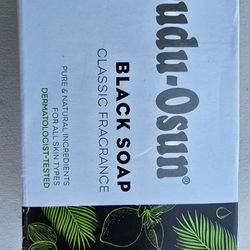 udu-Osun®
BLACK SOAP
CLASSIC FRAGRANCE
PURE & NATURAL INGREDIENTS
FOR ALL SKIN TYPES
DERMATOLOGIST-TESTED